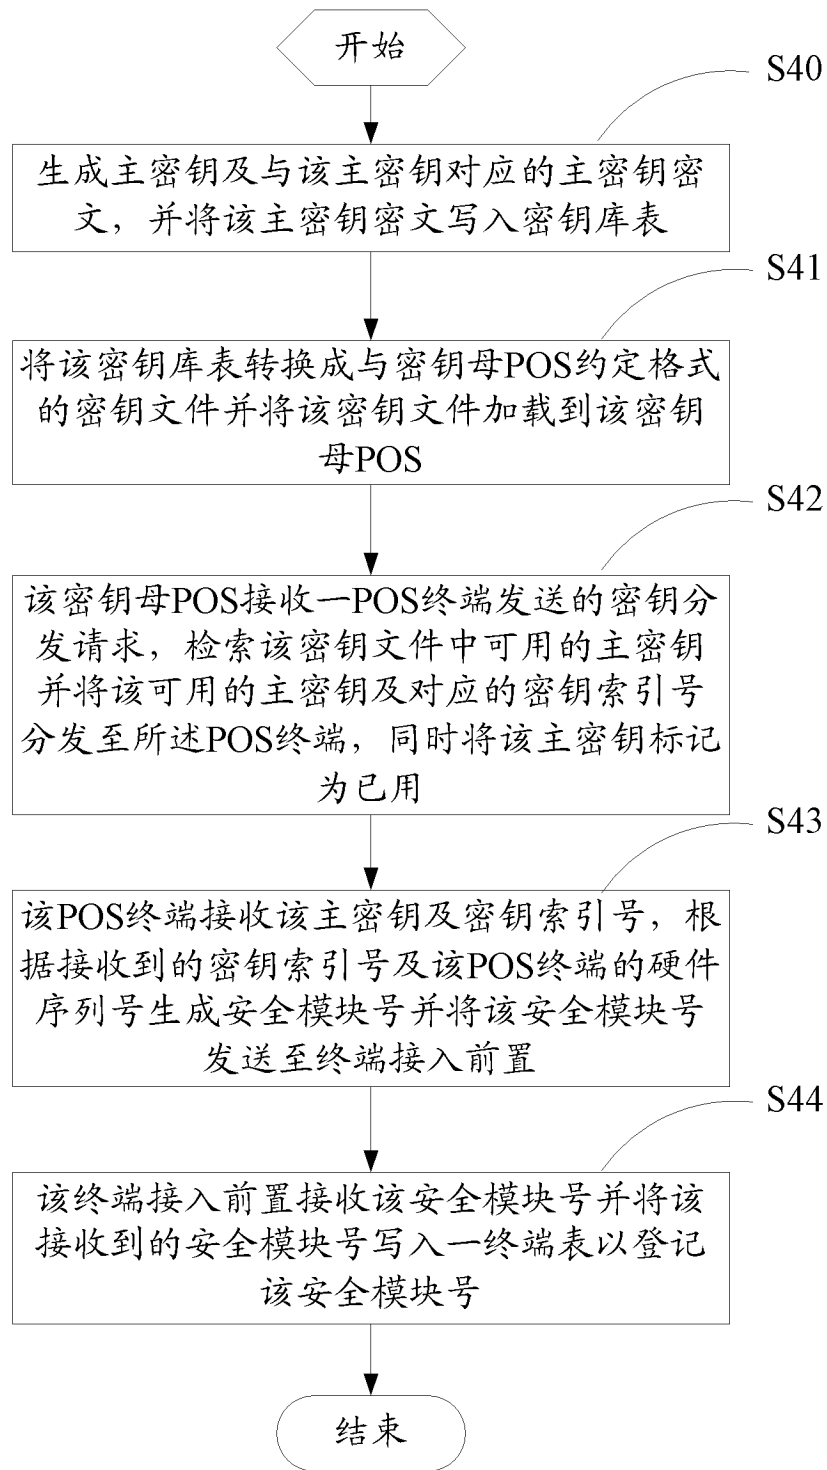 开始
S40
生成主密钥及与该主密钥对应的主密钥密
文，并将该主密钥密文写入密钥库表
S41
将该密钥库表转换成与密钥母POS约定格式
的密钥文件并将该密钥文件加载到该密钥
母POS
S42
该密钥母POS接收一POS终端发送的密钥分
发请求，检索该密钥文件中可用的主密钥
并将该可用的主密钥及对应的密钥索引号
分发至所述POS终端，同时将该主密钥标记
为已用
S43
该POS终端接收该主密钥及密钥索引号，根
据接收到的密钥索引号及该POS终端的硬件
序列号生成安全模块号并将该安全模块号
发送至终端接入前置
S44
该终端接入前置接收该安全模块号并将该
接收到的安全模块号写入一终端表以登记
该安全模块号
结束